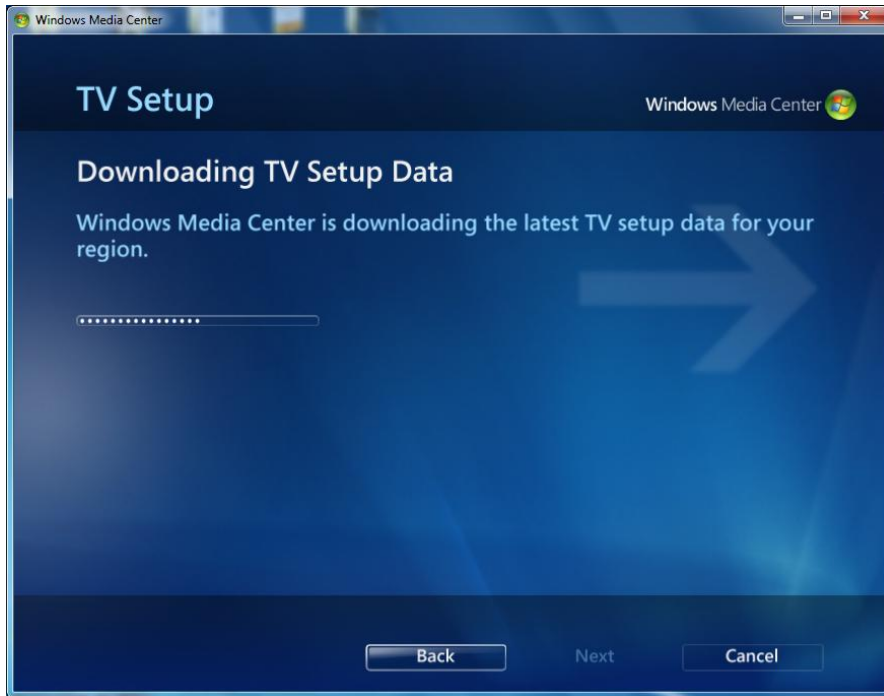 Windows Media Center
TV Setup
Windows Media Center
Downloading TV Setup Data
Windows Media Center is downloading the latest TV setup data for your
region.
Back
Next
Cancel